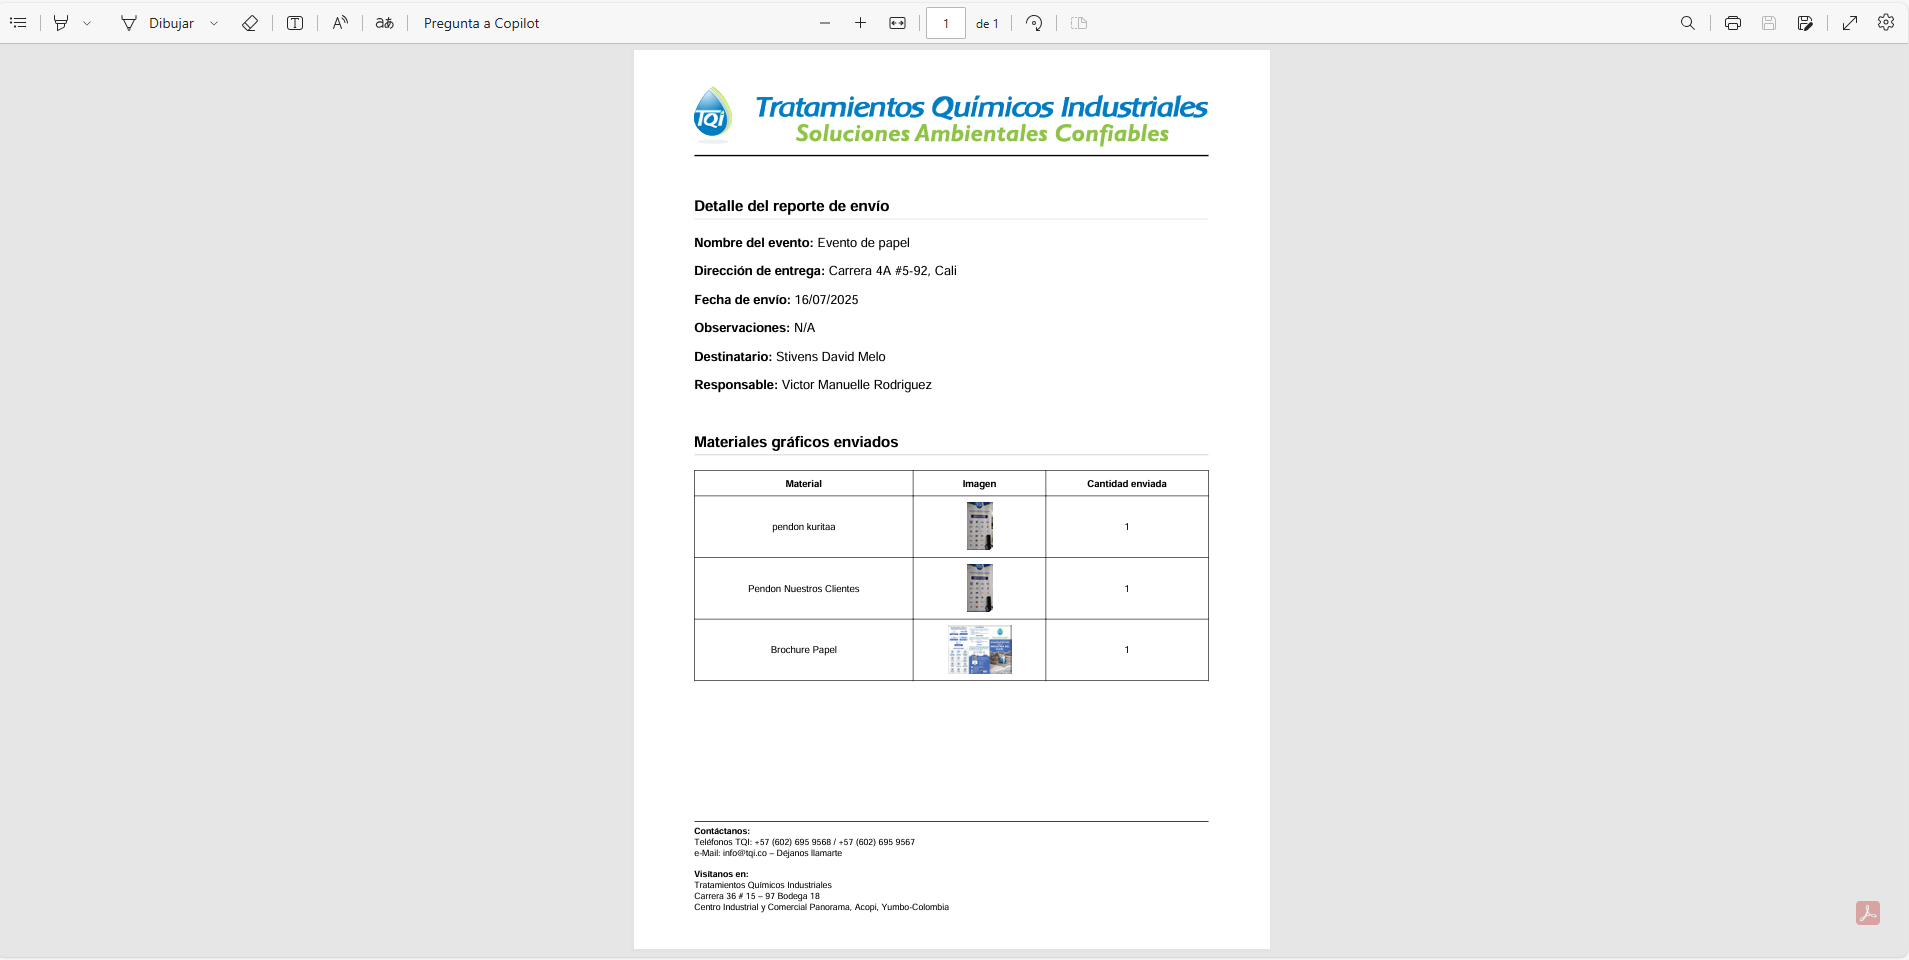 Dibujar
Pregunta a Copilot
1 de 1
TQI
Tratamientos Químicos Industriales
Soluciones Ambientales Confiables
Detalle del reporte de envío
Nombre del evento: Evento de papel
Dirección de entrega: Carrera 4A #5-92, Cali
Fecha de envío: 16/07/2025
Observaciones: N/A
Destinatario: Stivens David Melo
Responsable: Victor Manuelle Rodriguez
Materiales gráficos enviados
Material Imagen Cantidad enviada
pendon kuritaa 1
Pendon Nuestros Clientes 1
Brochure Papel 1
Contáctanos:
Teléfonos TQI: +57 (602) 695 9568 / +57 (602) 695 9567
e-Mail: info@tqi.co – Déjanos llamarte
Visítanos en:
Tratamientos Químicos Industriales
Carrera 36 # 15 – 97 Bodega 18
Centro Industrial y Comercial Panorama, Acopi, Yumbo-Colombia